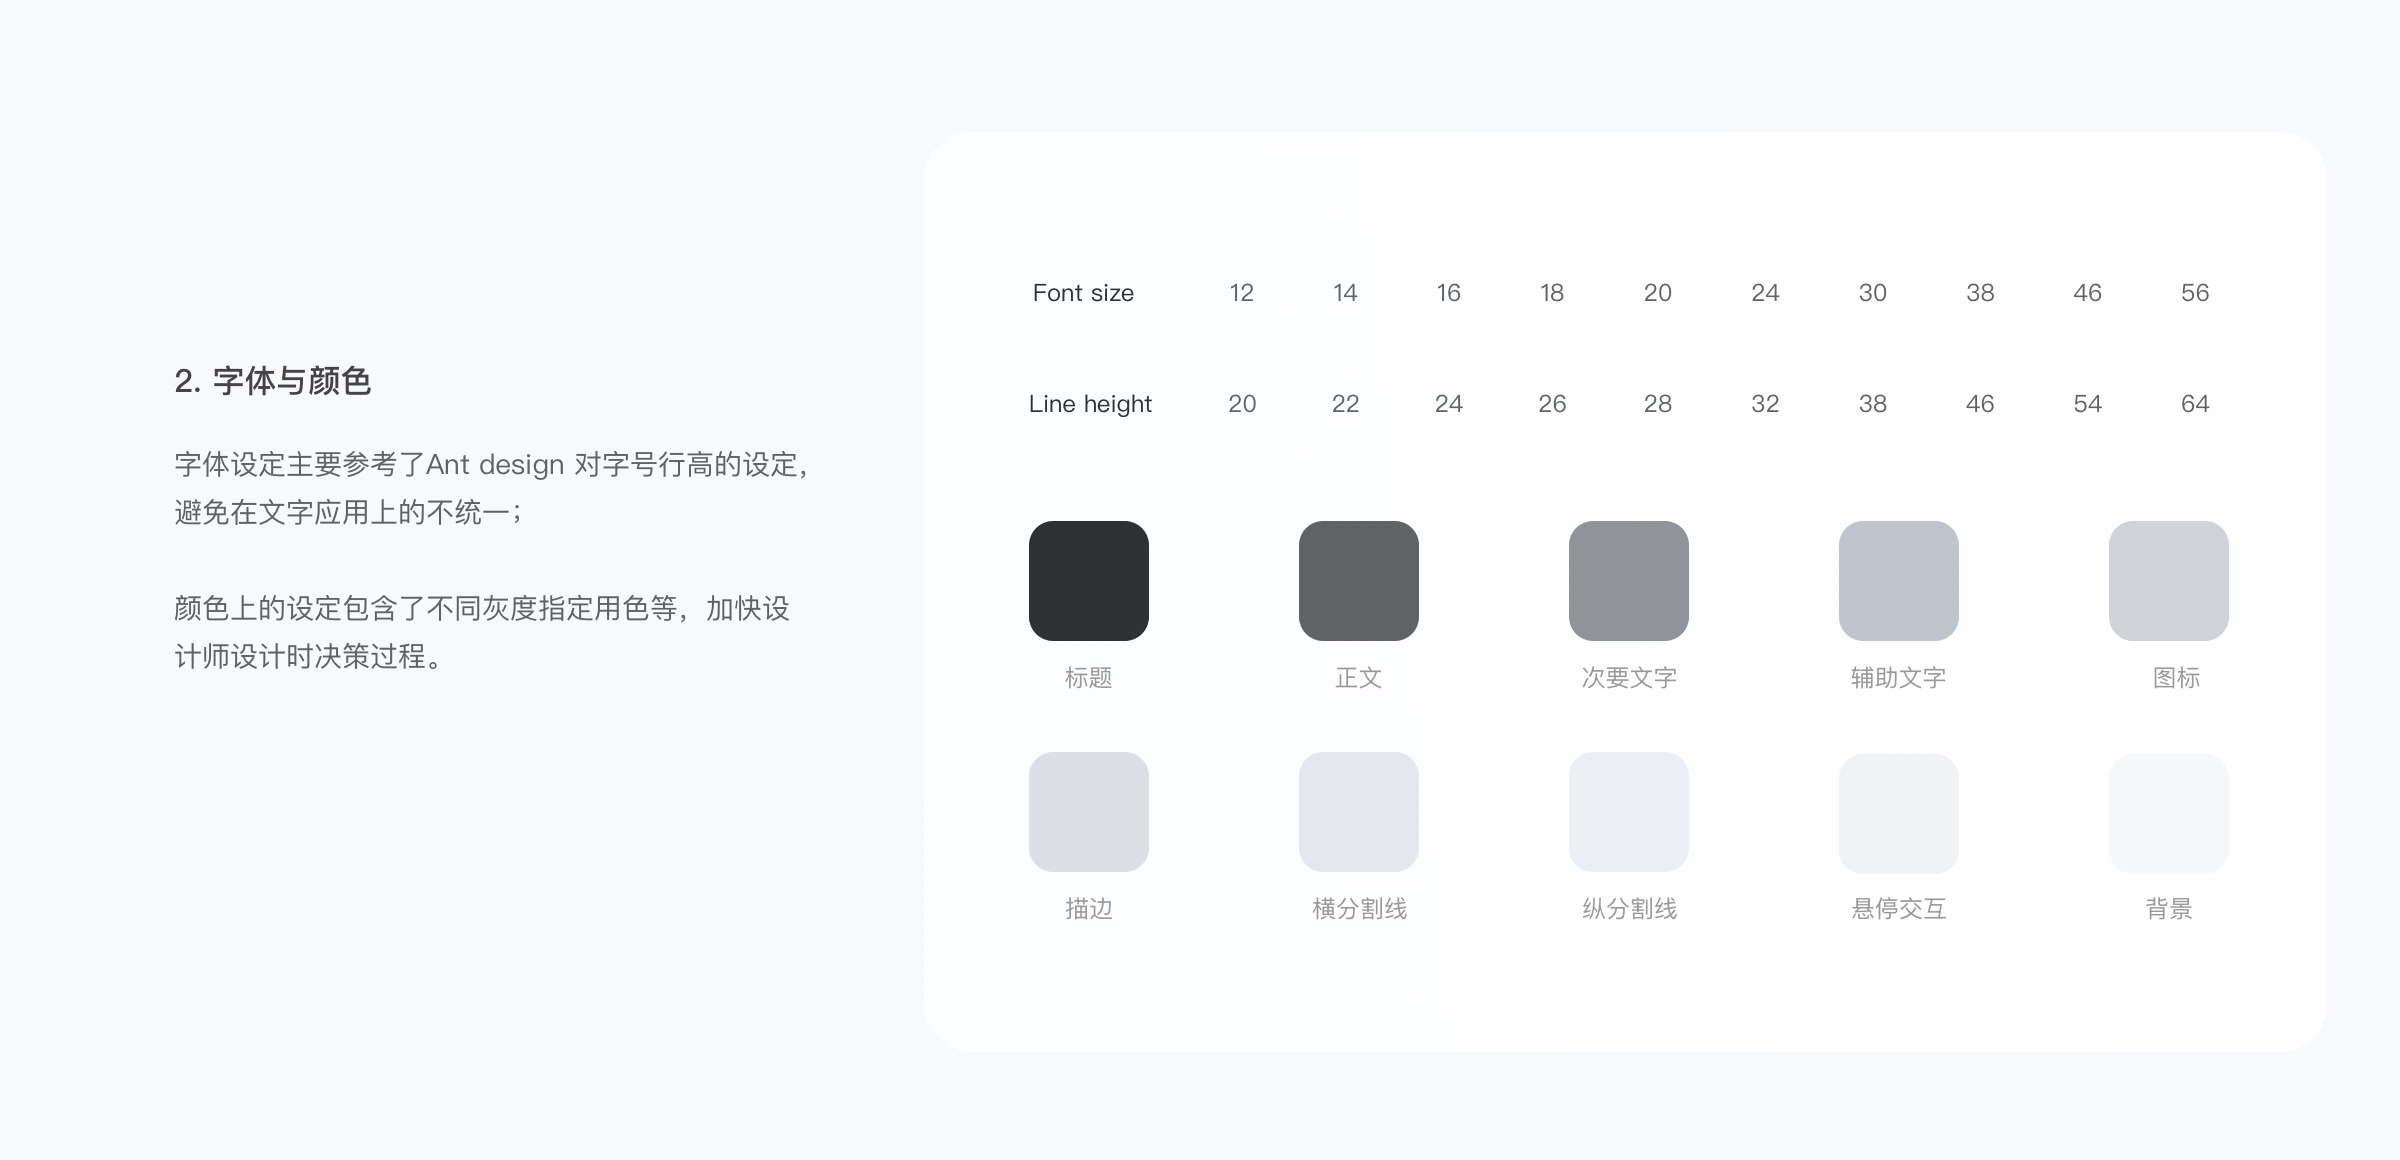 2. 字体与颜色
字体设定主要参考了Ant design 对字号行高的设定，
避免在文字应用上的不统一；
颜色上的设定包含了不同灰度指定用色等，加快设
计师设计时决策过程。
Font size 12 14 16 18 20 24 30 38 46 56
Line height 20 22 24 26 28 32 38 46 54 64
标题 正文 次要文字 辅助文字 图标
描边 横分割线 纵分割线 悬停交互 背景